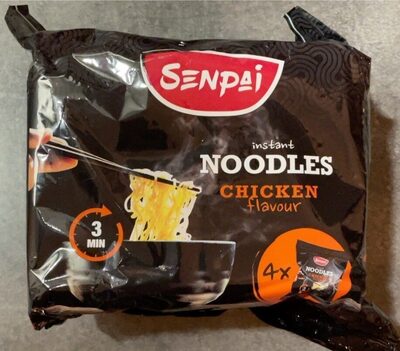 SENPAI
instant
NOODLES
CHICKEN
flavour
3
MIN
4x
NOODLES